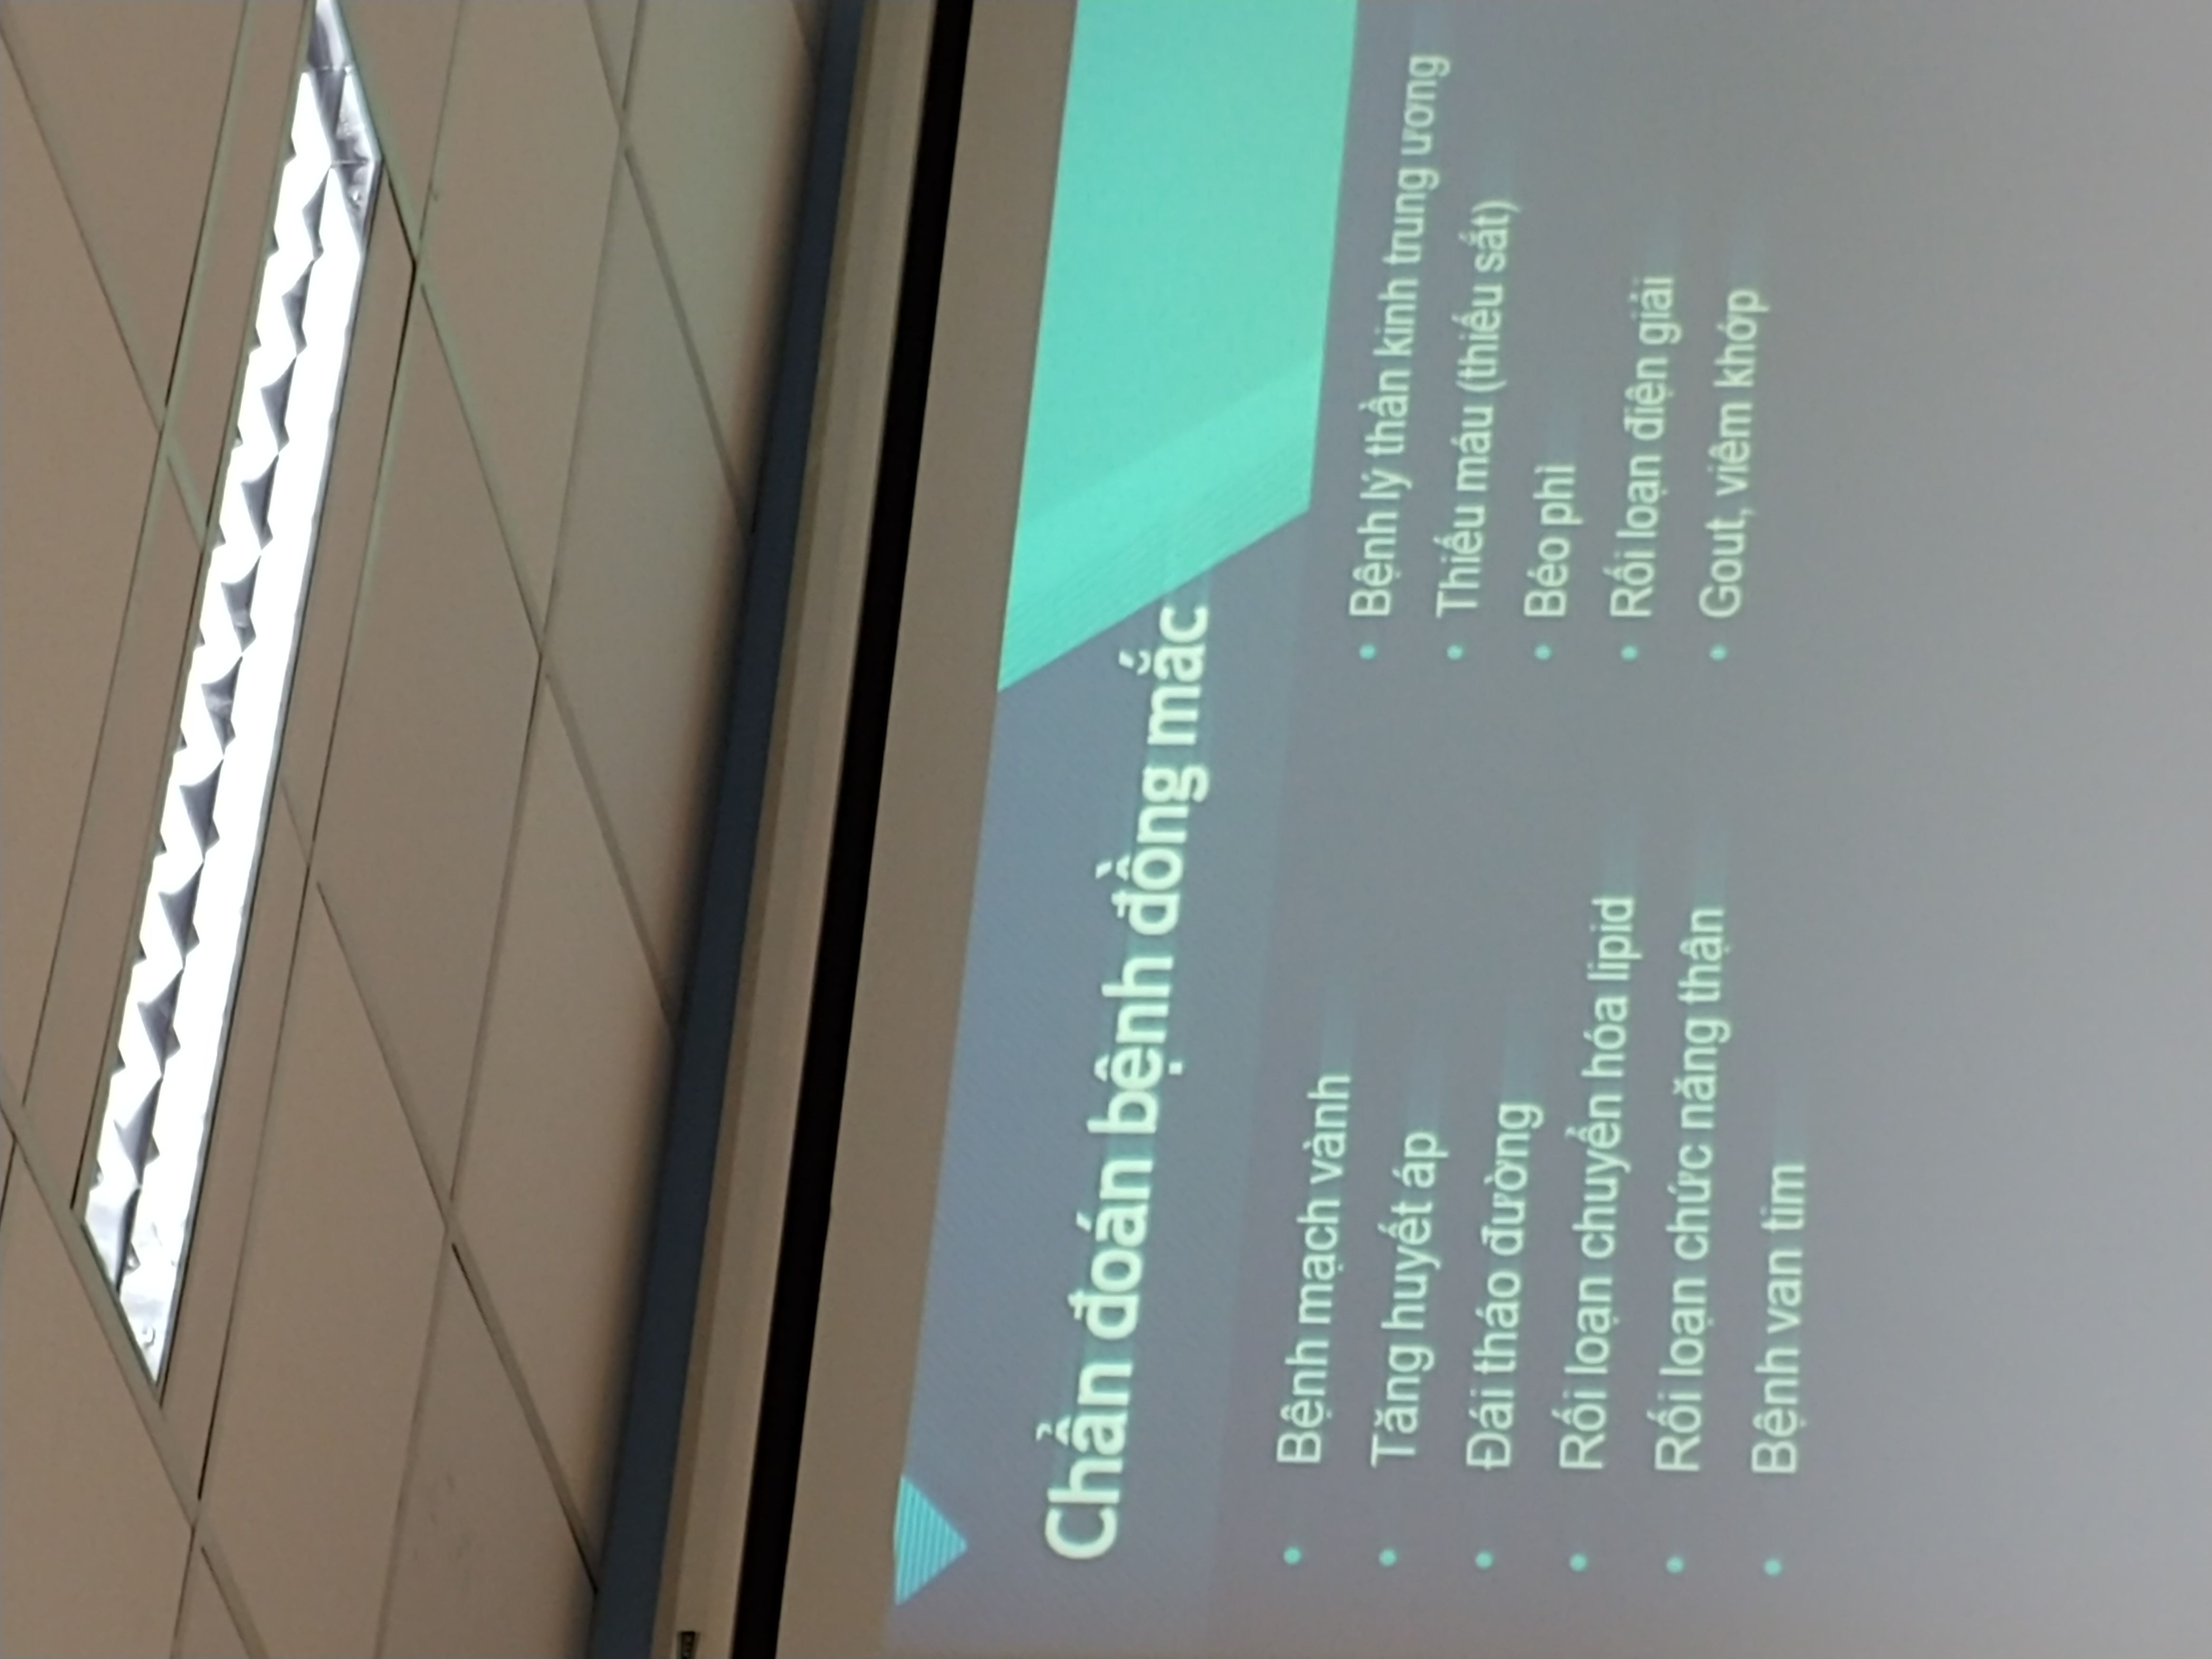 Chẩn đoán bệnh đồng mắc
• Bệnh mạch vành
• Tăng huyết áp
• Đái tháo đường
• Rối loạn chuyển hóa lipid
• Rối loạn chức năng thận
• Bệnh van tim
• Bệnh lý thần kinh trung ương
• Thiếu máu (thiếu sắt)
• Béo phì
• Rối loạn điện giải
• Gout, viêm khớp